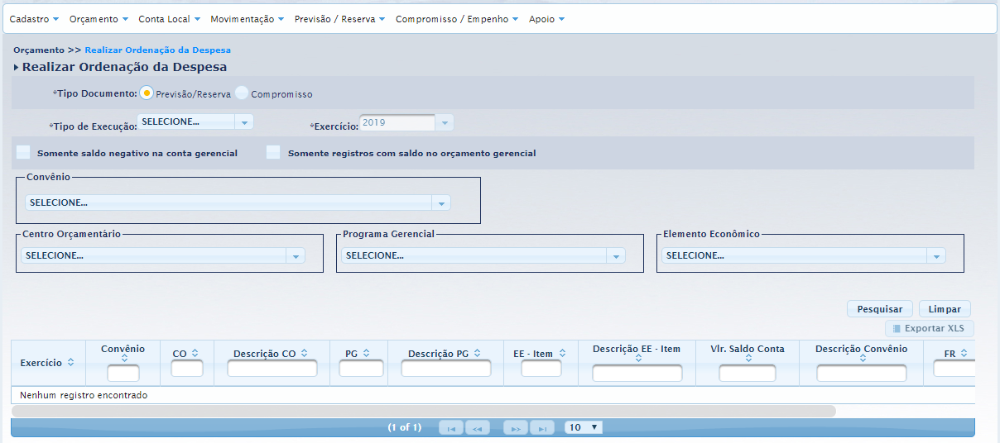 Cadastro Orçamento Conta Local Movimentação Previsão / Reserva Compromisso / Empenho Apoio
Orçamento >> Realizar Ordenação da Despesa
Realizar Ordenação da Despesa
*Tipo Documento: Previsão/Reserva Compromisso
*Tipo de Execução: SELECIONE... *Exercício: 2019
Somente saldo negativo na conta gerencial Somente registros com saldo no orçamento gerencial
Convênio
SELECIONE...
Centro Orçamentário Programa Gerencial Elemento Econômico
SELECIONE... SELECIONE... SELECIONE...
Pesquisar Limpar
Exportar XLS
Exercício Convênio CO Descrição CO PG Descrição PG EE - Item Descrição EE - Item Vlr. Saldo Conta Descrição Convênio FR
Nenhum registro encontrado
(1 of 1) 10